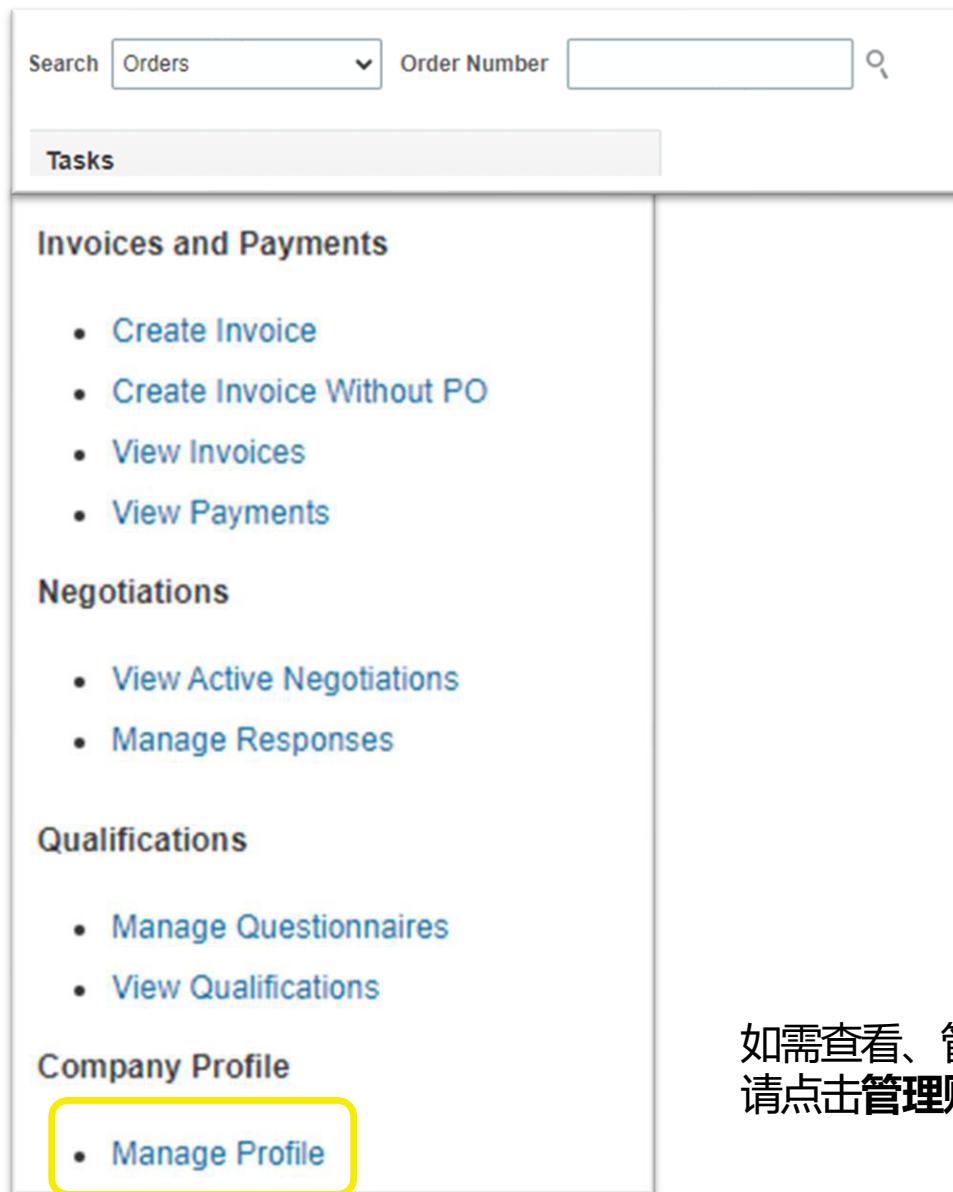 Search Orders Order Number
Tasks
Invoices and Payments
Create Invoice
Create Invoice Without PO
View Invoices
View Payments
Negotiations
View Active Negotiations
Manage Responses
Qualifications
Manage Questionnaires
View Qualifications
Company Profile
Manage Profile
如需查看、
请点击管理